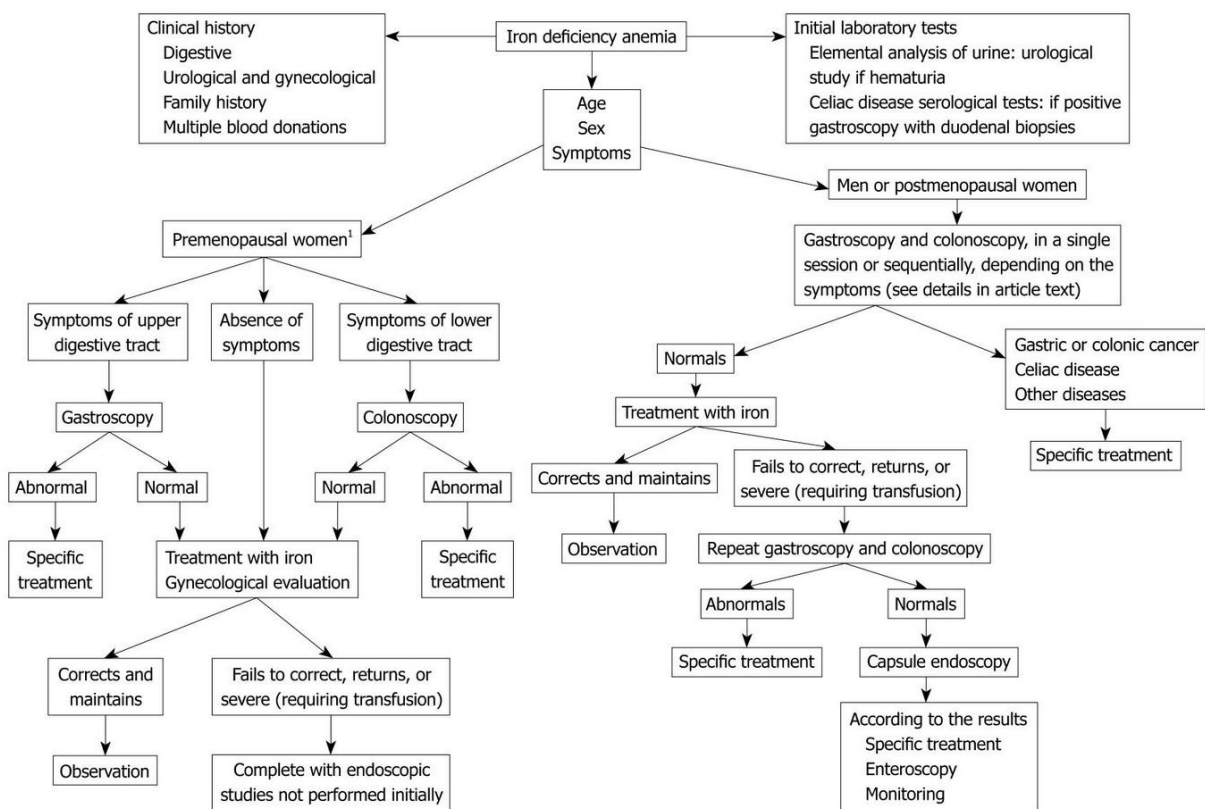 Clinical history
Digestive
Urological and gynecological
Family history
Multiple blood donations
Iron deficiency anemia
Initial laboratory tests
Elemental analysis of urine: urological
study if hematuria
Celiac disease serological tests: if positive
gastroscopy with duodenal biopsies
Age
Sex
Symptoms
Premenopausal women¹
Symptoms of upper
digestive tract
Absence of
symptoms
Symptoms of lower
digestive tract
Gastroscopy
Colonoscopy
Abnormal
Normal
Normal
Abnormal
Specific
treatment
Treatment with iron
Gynecological evaluation
Specific
treatment
Corrects and
maintains
Fails to correct, returns, or
severe (requiring transfusion)
Observation
Complete with endoscopic
studies not performed initially
Men or postmenopausal women
Gastroscopy and colonoscopy, in a single
session or sequentially, depending on the
symptoms (see details in article text)
Normals
Gastric or colonic cancer
Celiac disease
Other diseases
Treatment with iron
Specific treatment
Corrects and maintains
Fails to correct, returns, or
severe (requiring transfusion)
Observation
Repeat gastroscopy and colonoscopy
Abnormals
Normals
Specific treatment
Capsule endoscopy
According to the results
Specific treatment
Enteroscopy
Monitoring